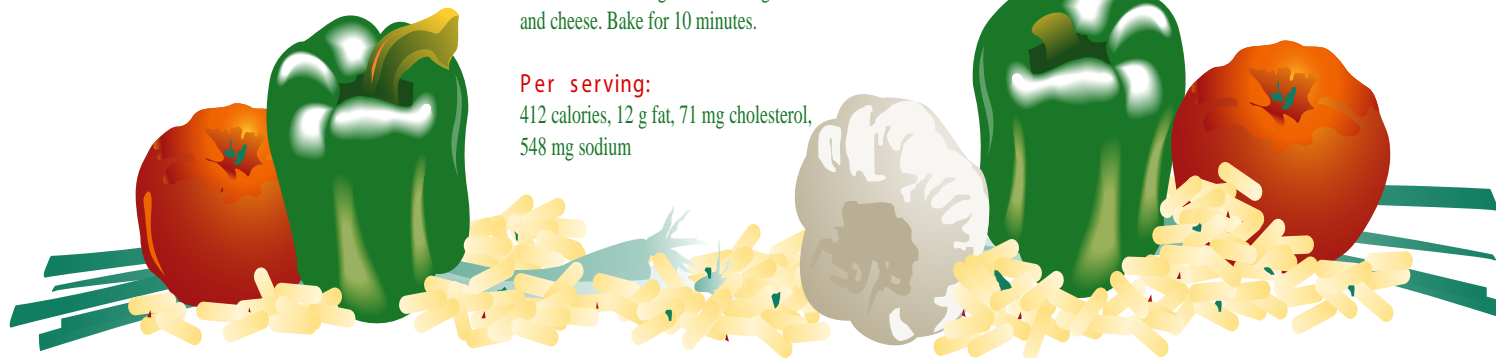 and cheese. Bake for 10 minutes.
Per serving:
412 calories, 12 g fat, 71 mg cholesterol,
548 mg sodium